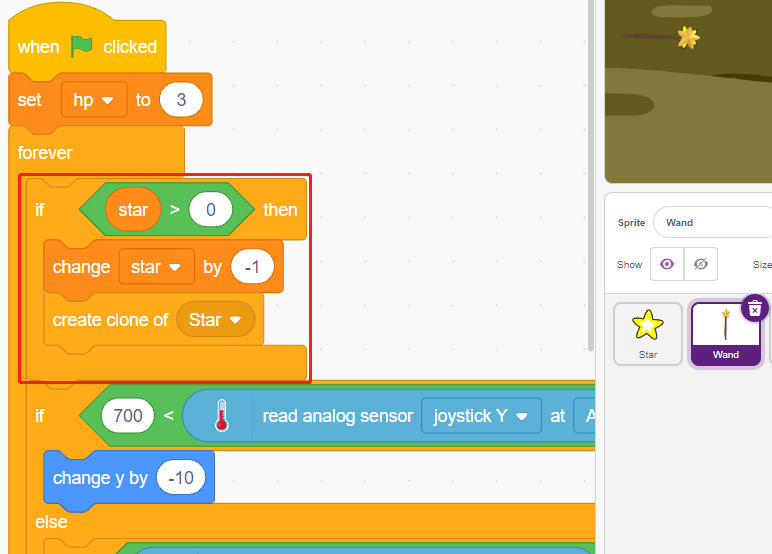 when clicked
set hp to 3
forever
if star > 0 then
change star by -1
create clone of Star
if 700 < read analog sensor joystick Y at A
change y by -10
else
Sprite Wand
Show Size
Star Wand